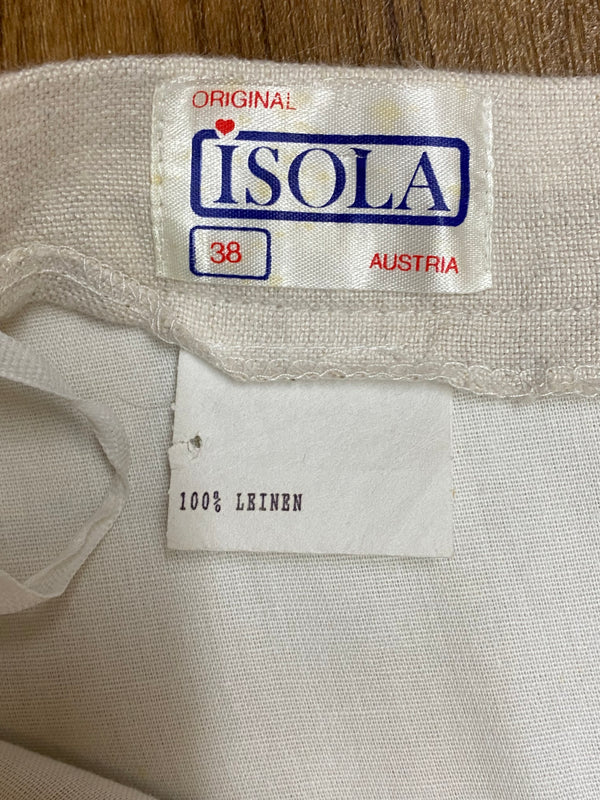 ORIGINAL
ISOLA
38
AUSTRIA
100% LEINEN